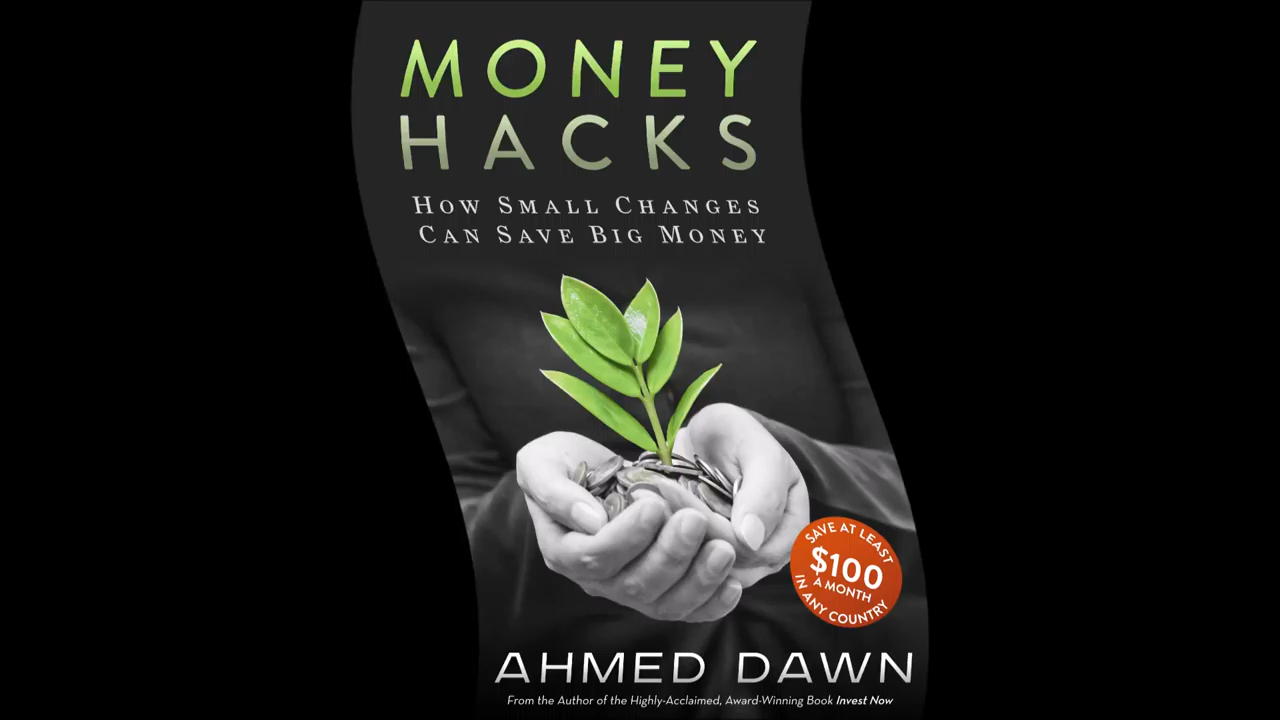 MONEY
HACKS
HOW SMALL CHANGES
CAN SAVE BIG MONEY
SAVE AT LEAST
$100
A MONTH
IN ANY COUNTRY
AHMED DAWN
From the Author of the Highly-Acclaimed, Award-Winning Book Invest Now